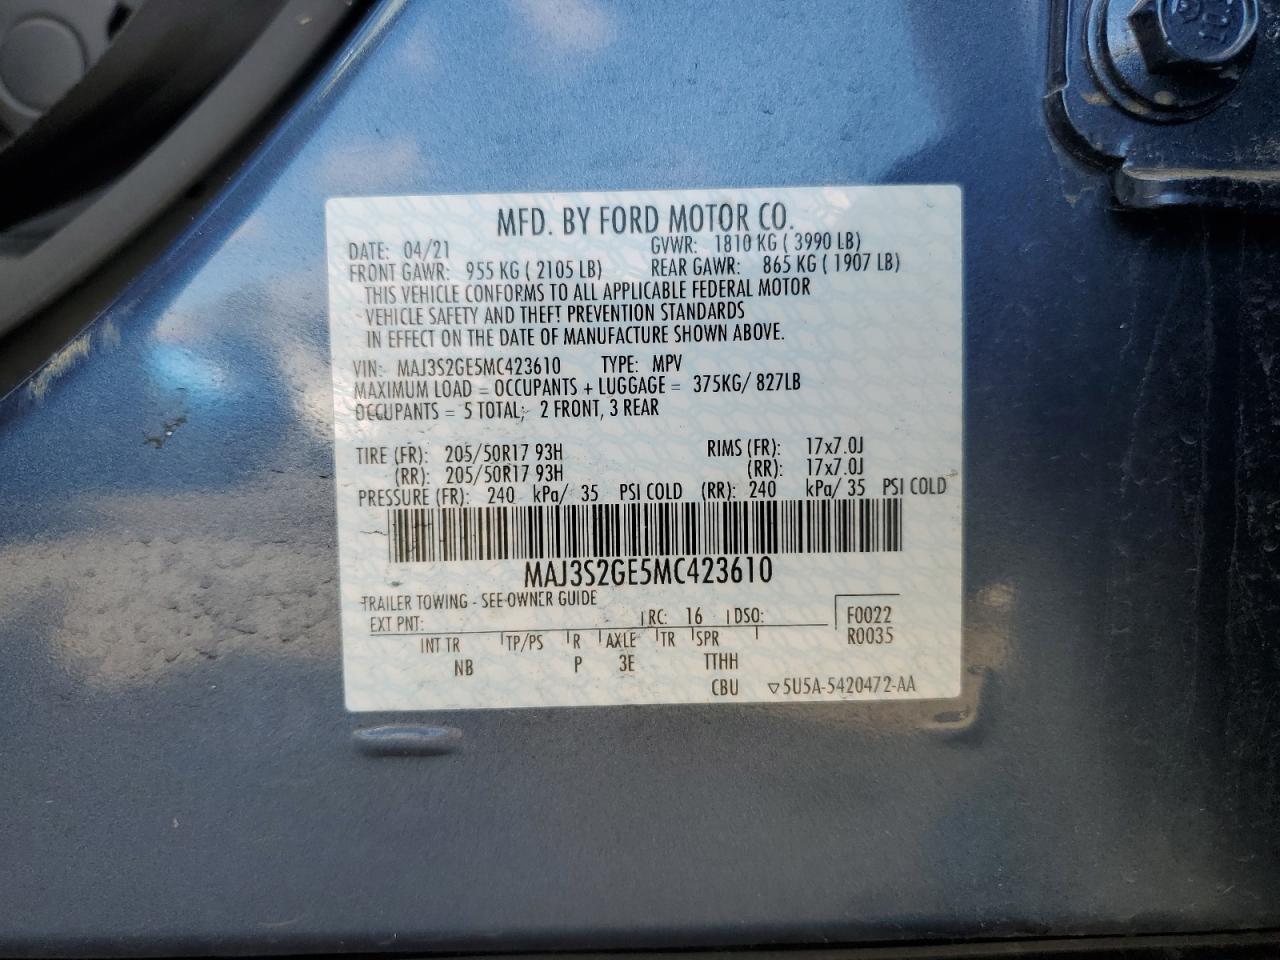 MFD. BY FORD MOTOR CO.
DATE: 04/21 GVWR: 1810 KG ( 3990 LB)
FRONT GAWR: 955 KG ( 2105 LB) REAR GAWR: 865 KG ( 1907 LB)
THIS VEHICLE CONFORMS TO ALL APPLICABLE FEDERAL MOTOR
VEHICLE SAFETY AND THEFT PREVENTION STANDARDS
IN EFFECT ON THE DATE OF MANUFACTURE SHOWN ABOVE.
VIN: MAJ3S2GE5MC423610 TYPE: MPV
MAXIMUM LOAD = OCCUPANTS + LUGGAGE = 375KG/ 827LB
OCCUPANTS = 5 TOTAL; 2 FRONT, 3 REAR
TIRE (FR): 205/50R17 93H RIMS (FR): 17x7.0J
(RR): 205/50R17 93H (RR): 17x7.0J
PRESSURE (FR): 240 kPa/ 35 PSI COLD (RR): 240 kPa/ 35 PSI COLD
MAJ3S2GE5MC423610
TRAILER TOWING - SEE OWNER GUIDE
EXT PNT: RC: 16 DSO: F0022
INT TR TP/PS R AXLE TR SPR R0035
NB P 3E TTHH
CBU ▽5U5A-5420472-AA